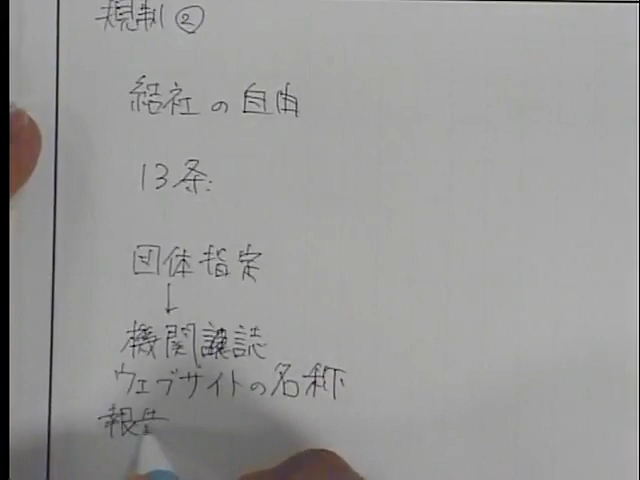 規制②
結社の自由
13条:
団体指定
↓
機関誌
ウェブサイトの名称
報告